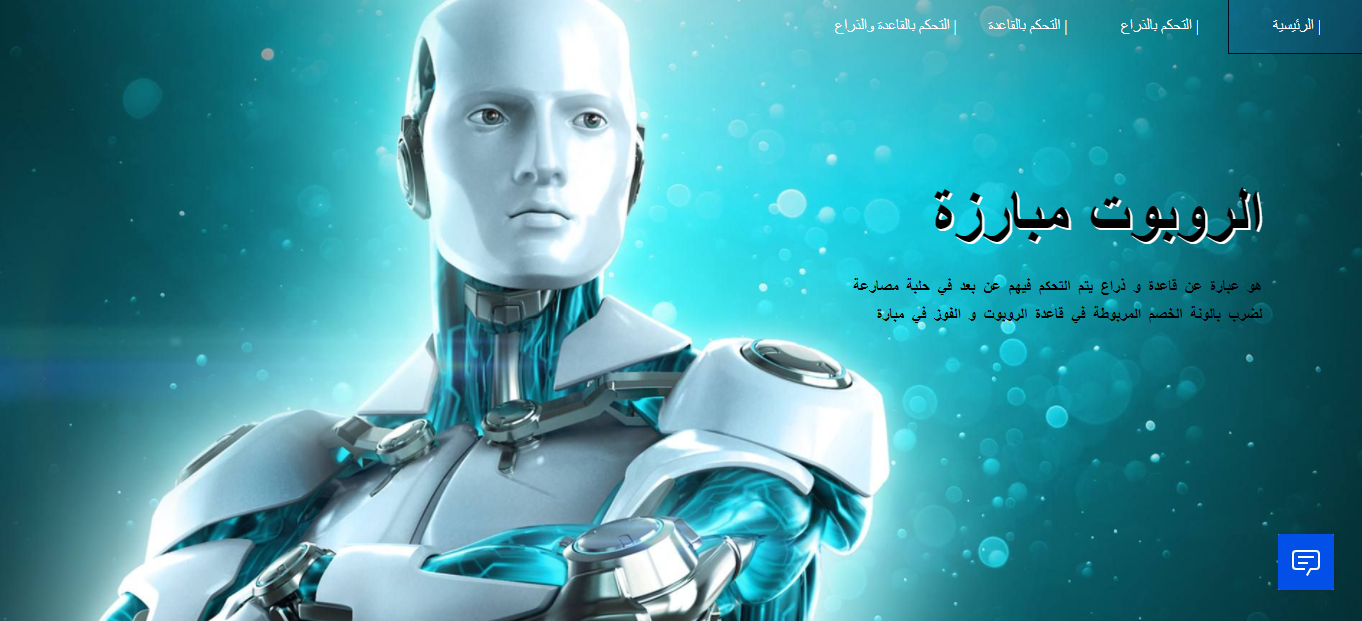 | الرئيسية | التحكم بالذراع | التحكم بالقاعدة | التحكم بالقاعدة والذراع
الروبوت مبارزة
هو عبارة عن قاعدة و ذراع يتم التحكم فيهم عن بعد في حلبة مصارعة
لضرب بالونة الخصم المربوطة في قاعدة الروبوت و الفوز في مبارة